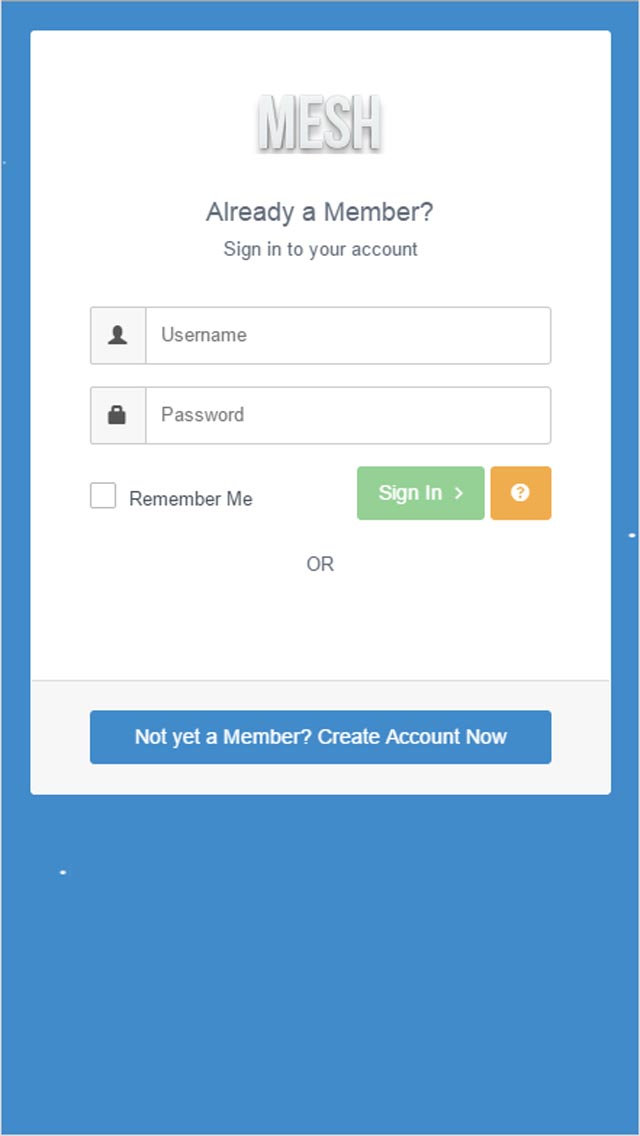 MESH
Already a Member?
Sign in to your account
Username
Password
Remember Me
Sign In
OR
Not yet a Member? Create Account Now